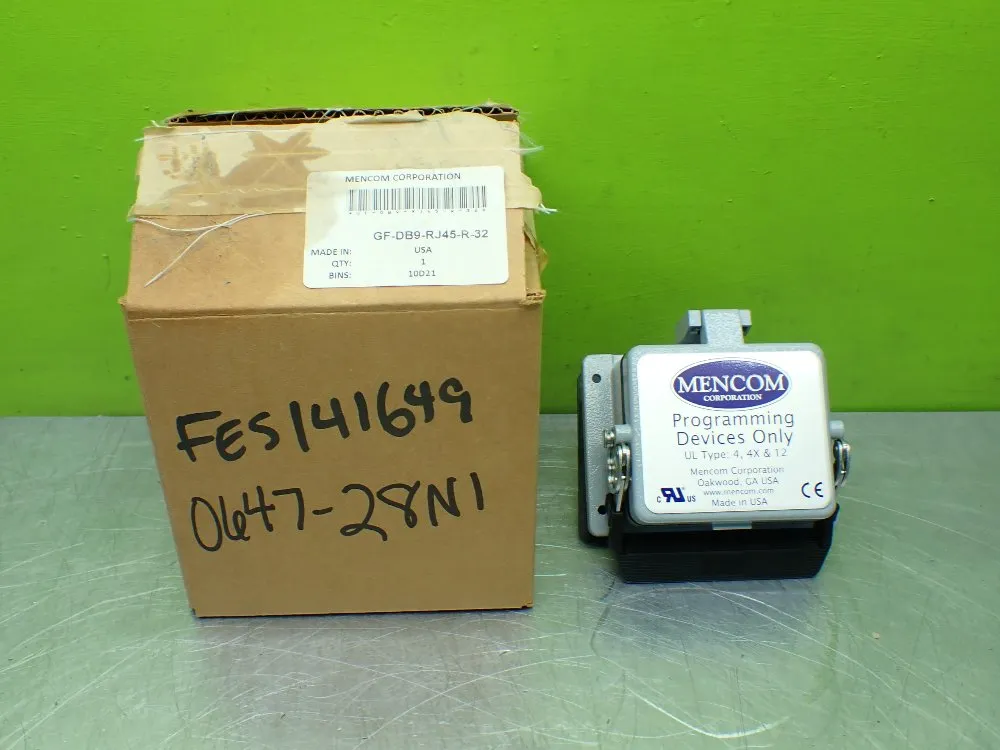 MENCOM CORPORATION
GF-DB9-RJ45-R-32
MADE IN: USA
QTY: 1
BINS: 10D21
FES141649
0647-28N1
MENCOM
CORPORATION
Programming
Devices Only
UL Type: 4, 4X & 12
Mencom Corporation
Oakwood, GA USA
www.mencom.com
Made in USA
C US
CE